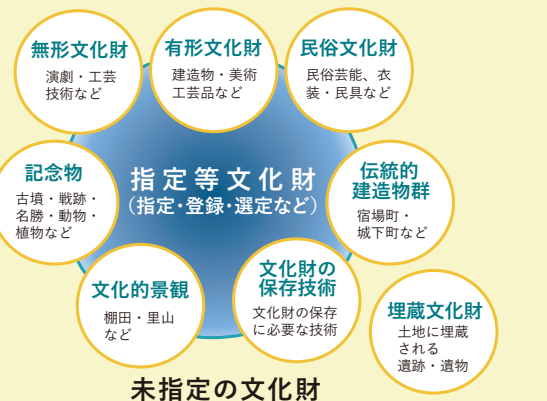 無形文化財
演劇・工芸
技術など
有形文化財
建造物・美術
工芸品など
民俗文化財
民俗芸能、衣
装・民具など
記念物
古墳・戦跡・
名勝・動物・
植物など
指定等文化財
（指定・登録・選定など）
伝統的
建造物群
宿場町・
城下町など
文化的景観
棚田・里山
など
文化財の
保存技術
文化財の保存
に必要な技術
埋蔵文化財
土地に埋蔵
される
遺跡・遺物
未指定の文化財